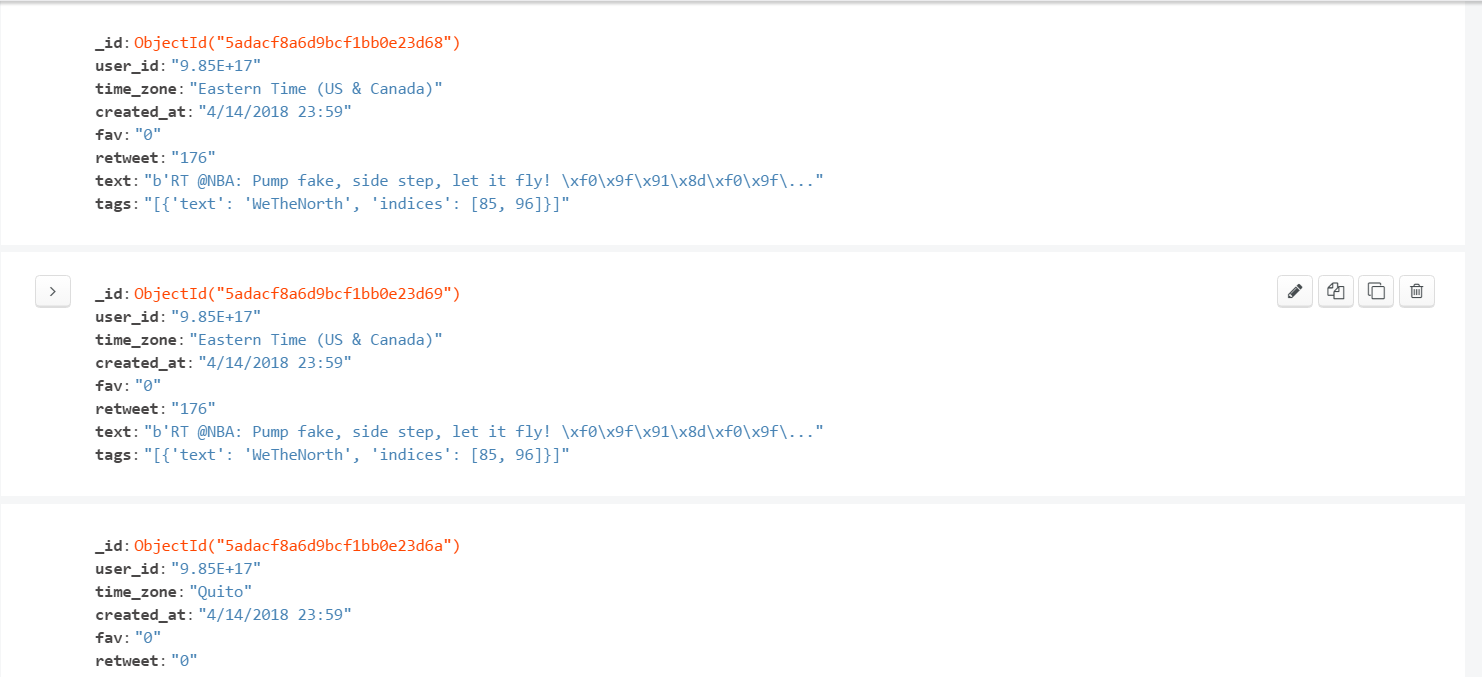 _id: ObjectId("5adacf8a6d9bcf1bb0e23d68")
user_id: "9.85E+17"
time_zone: "Eastern Time (US & Canada)"
created_at: "4/14/2018 23:59"
fav: "0"
retweet: "176"
text: "b'RT @NBA: Pump fake, side step, let it fly! \xf0\x9f\x91\x8d\xf0\x9f\..."
tags: "[{'text': 'WeTheNorth', 'indices': [85, 96]}]"
_id: ObjectId("5adacf8a6d9bcf1bb0e23d69")
user_id: "9.85E+17"
time_zone: "Eastern Time (US & Canada)"
created_at: "4/14/2018 23:59"
fav: "0"
retweet: "176"
text: "b'RT @NBA: Pump fake, side step, let it fly! \xf0\x9f\x91\x8d\xf0\x9f\..."
tags: "[{'text': 'WeTheNorth', 'indices': [85, 96]}]"
_id: ObjectId("5adacf8a6d9bcf1bb0e23d6a")
user_id: "9.85E+17"
time_zone: "Quito"
created_at: "4/14/2018 23:59"
fav: "0"
retweet: "0"